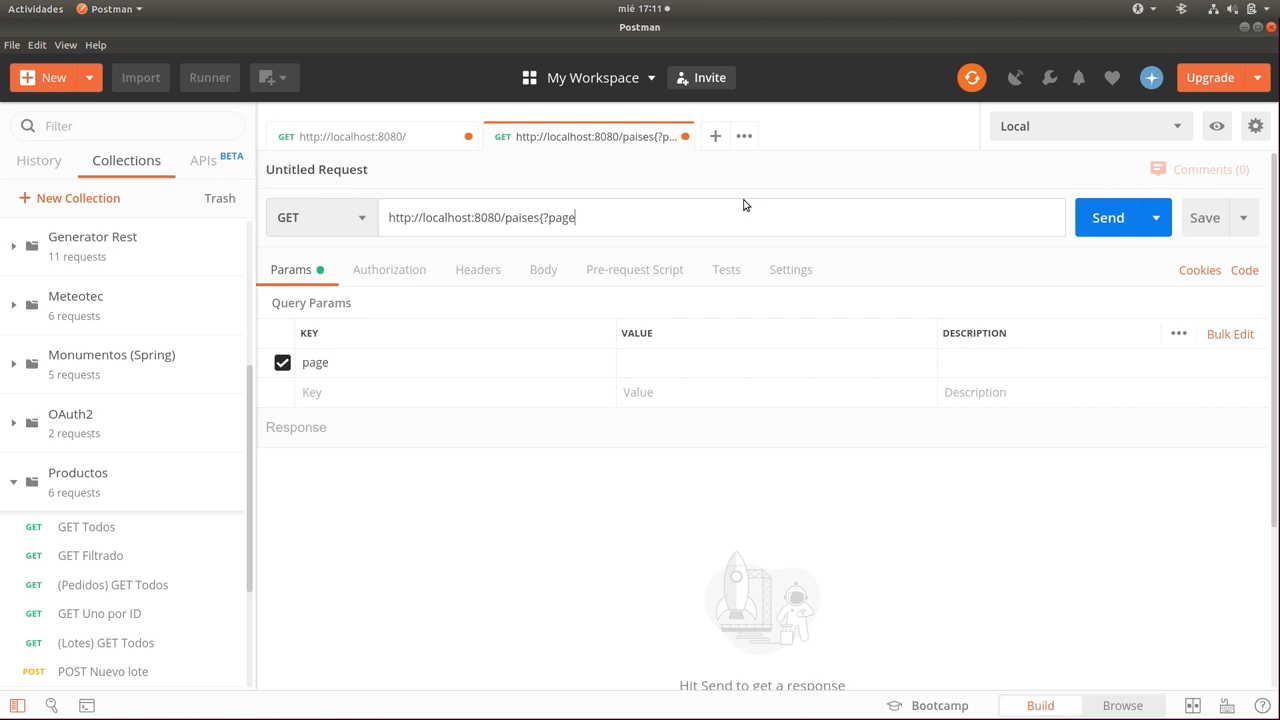 Actividades Postman mié 17:11
Postman
File Edit View Help
New Import Runner My Workspace Invite Upgrade
Filter
History Collections APIs BETA
New Collection Trash
Generator Rest
11 requests
Meteotec
6 requests
Monumentos (Spring)
5 requests
OAuth2
2 requests
Productos
6 requests
GET GET Todos
GET GET Filtrado
GET (Pedidos) GET Todos
GET GET Uno por ID
GET (Lotes) GET Todos
POST POST Nuevo lote
GET http://localhost:8080/ GET http://localhost:8080/paises{?p... Local
Untitled Request Comments (0)
GET http://localhost:8080/paises{?page Send Save
Params Authorization Headers Body Pre-request Script Tests Settings Cookies Code
Query Params
KEY VALUE DESCRIPTION Bulk Edit
page
Key Value Description
Response
Hit Send to get a response
Bootcamp Build Browse